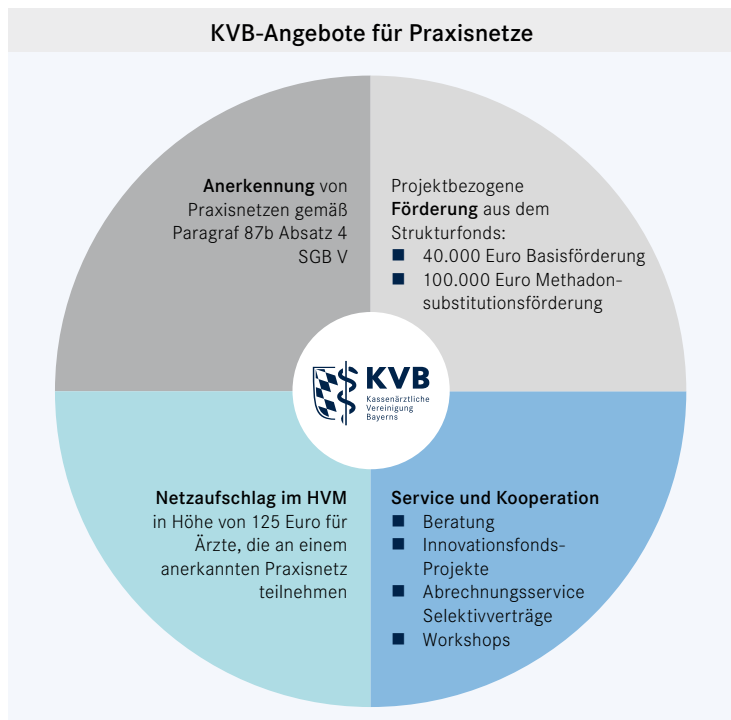 KVB-Angebote für Praxisnetze
Anerkennung von
Praxisnetzen gemäß
Paragraf 87b Absatz 4
SGB V
Projektbezogene
Förderung aus dem
Strukturfonds:
■ 40.000 Euro Basisförderung
■ 100.000 Euro Methadon-
substitutionsförderung
KVB
Kassenärztliche
Vereinigung
Bayerns
Netzaufschlag im HVM
in Höhe von 125 Euro für
Ärzte, die an einem
anerkannten Praxisnetz
teilnehmen
Service und Kooperation
■ Beratung
■ Innovationsfonds-
Projekte
■ Abrechnungsservice
Selektivverträge
■ Workshops